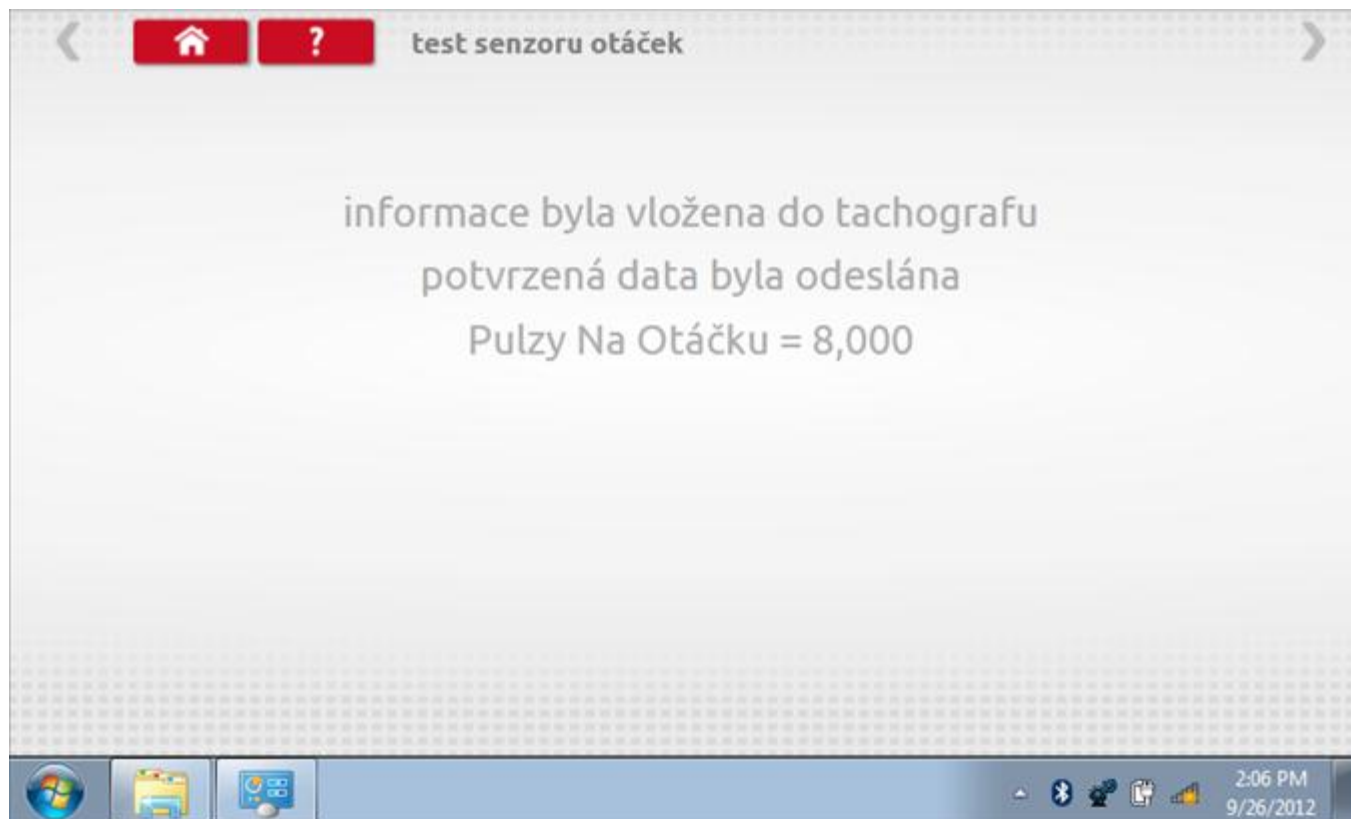 ? test senzoru otáček
informace byla vložena do tachografu
potvrzená data byla odeslána
Pulzy Na Otáčku = 8,000
2:06 PM
9/26/2012